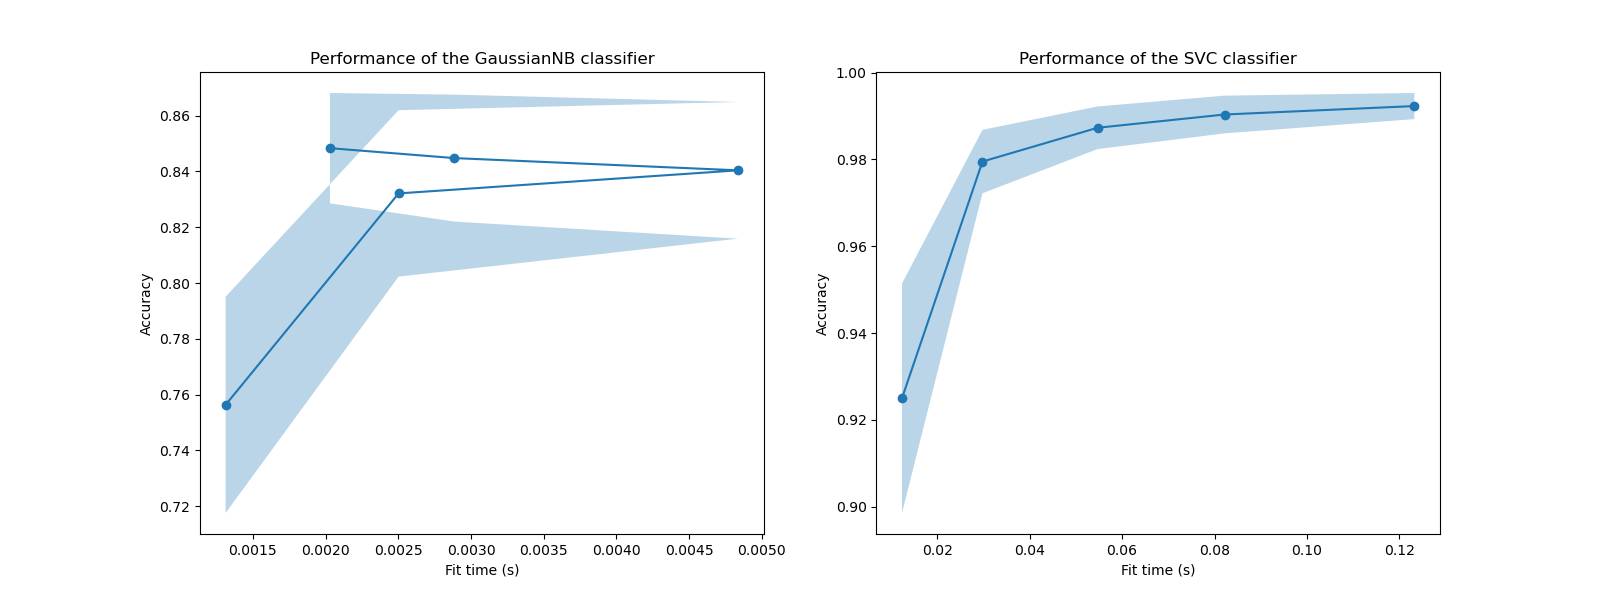 Performance of the GaussianNB classifier
Accuracy
0.86
0.84
0.82
0.80
0.78
0.76
0.74
0.72
0.0015 0.0020 0.0025 0.0030 0.0035 0.0040 0.0045 0.0050
Fit time (s)
Performance of the SVC classifier
Accuracy
1.00
0.98
0.96
0.94
0.92
0.90
0.02 0.04 0.06 0.08 0.10 0.12
Fit time (s)